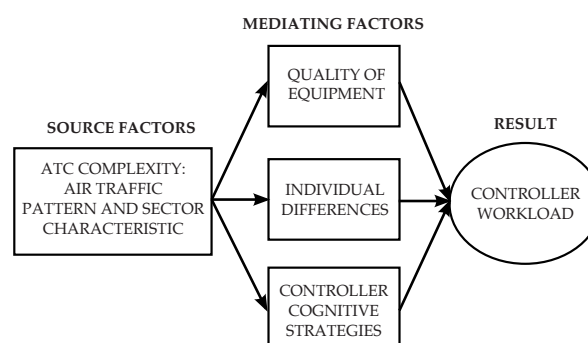 MEDIATING FACTORS
QUALITY OF
EQUIPMENT
SOURCE FACTORS
ATC COMPLEXITY:
AIR TRAFFIC
PATTERN AND SECTOR
CHARACTERISTIC
INDIVIDUAL
DIFFERENCES
CONTROLLER
COGNITIVE
STRATEGIES
RESULT
CONTROLLER
WORKLOAD